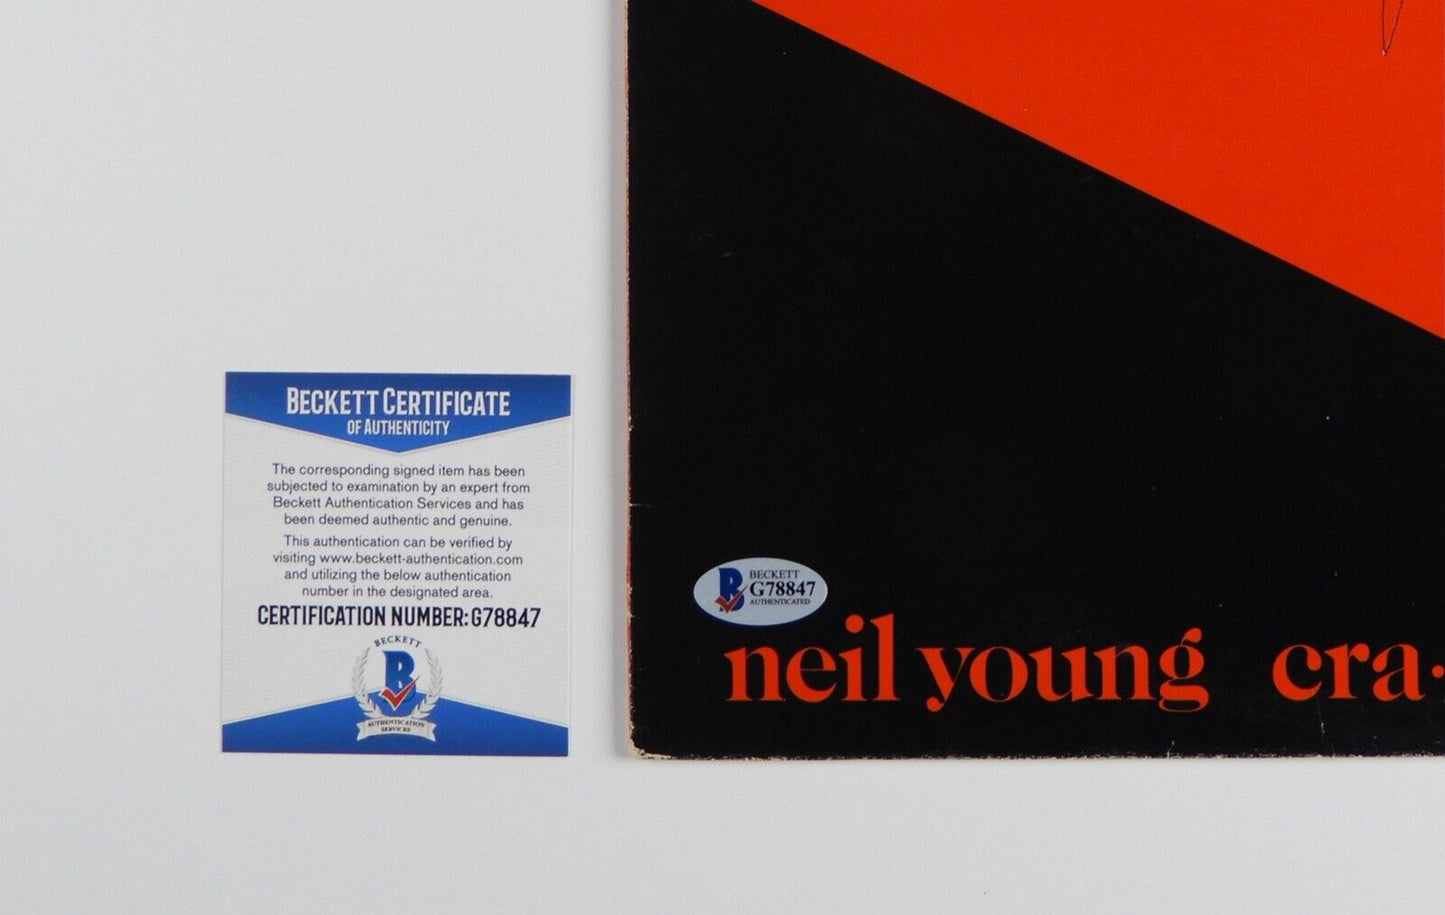 BECKETT CERTIFICATE
OF AUTHENTICITY
The corresponding signed item has been
subjected to examination by an expert from
Beckett Authentication Services and has
been deemed authentic and genuine.
This authentication can be verified by
visiting www.beckett-authentication.com
and utilizing the below authentication
number in the designated area.
CERTIFICATION NUMBER: G78847
BECKETT
B
AUTHENTICATION
SERVICES
B
BECKETT
G78847
AUTHENTICATED
neil young cra·